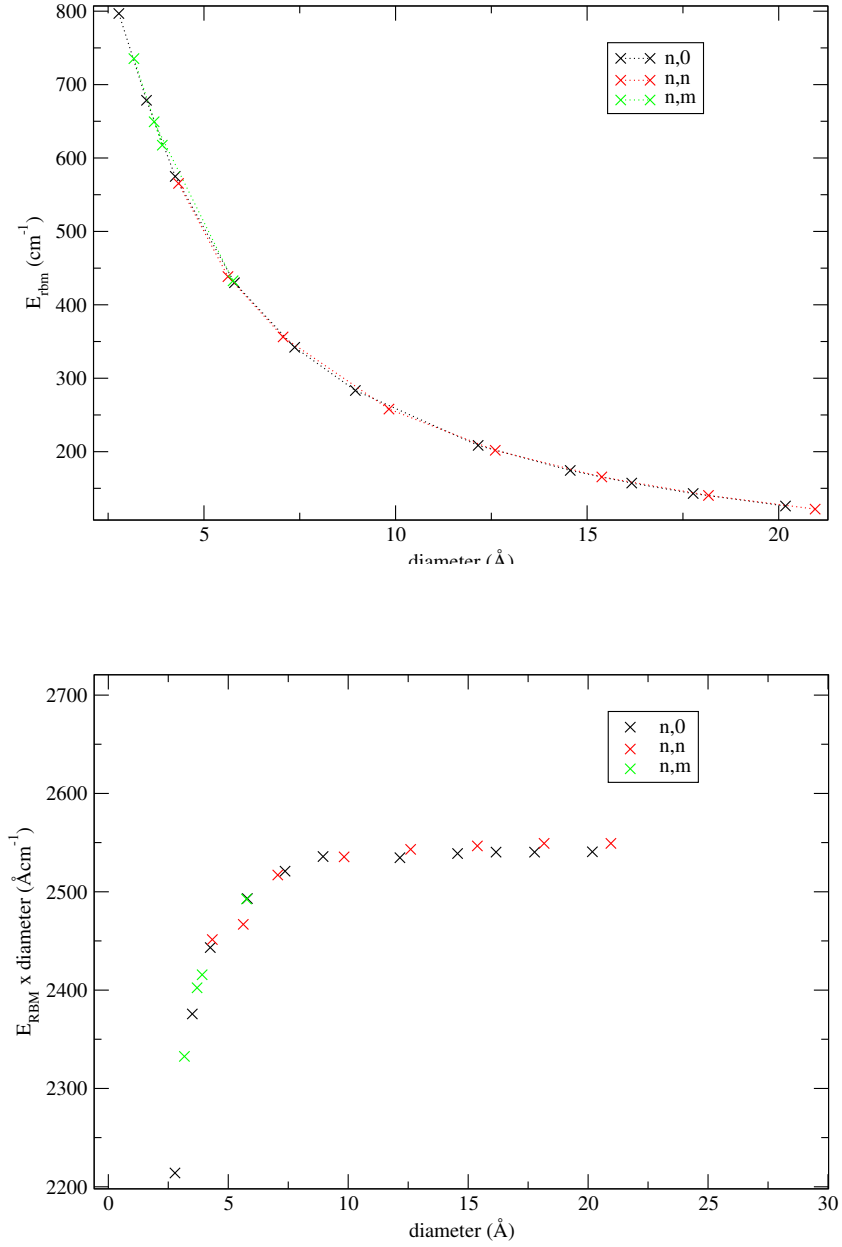 800
700
600
500
400
300
200
E_rbm (cm^-1)
n,0
n,n
n,m
5 10 15 20
diameter (Å)
2700
2600
2500
2400
2300
2200
E_RBM x diameter (Åcm^-1)
n,0
n,n
n,m
0 5 10 15 20 25 30
diameter (Å)